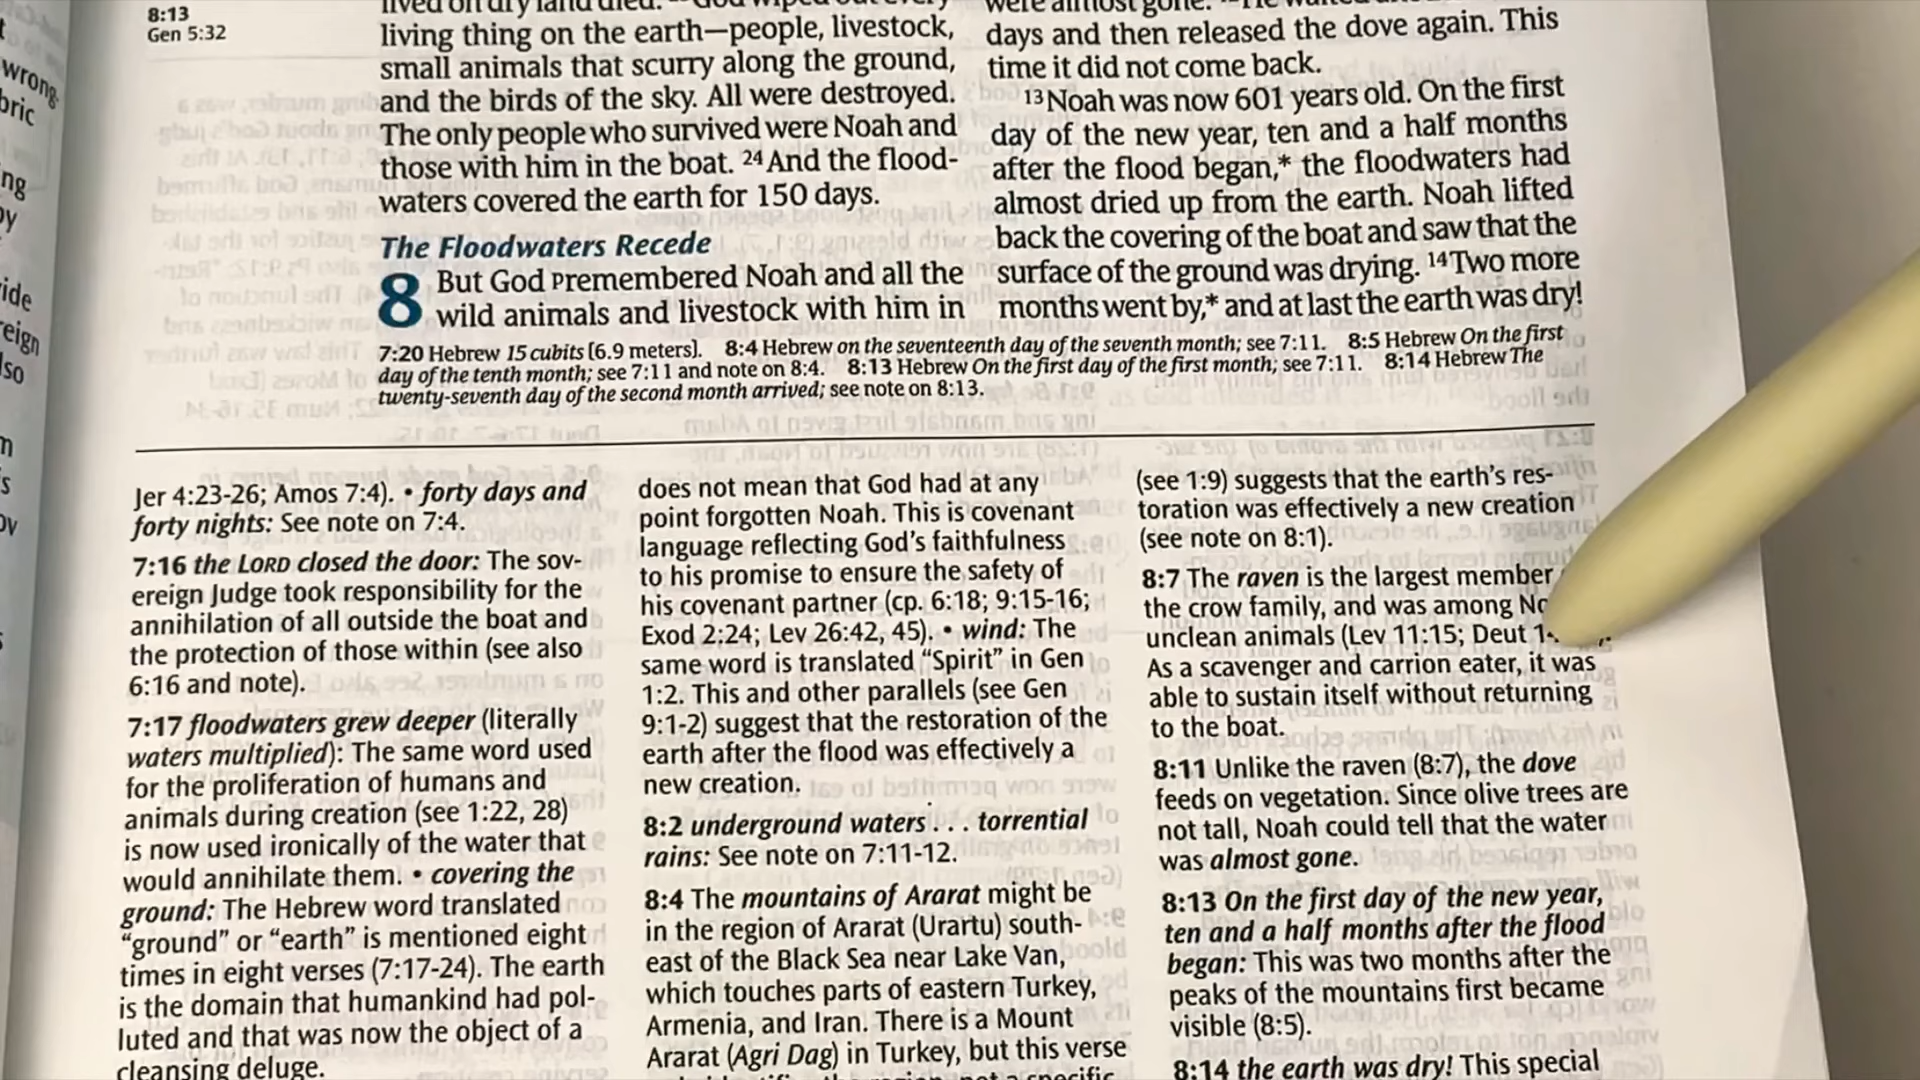 wrong
bric
ng
by
ide
reign
lso
8:13
Gen 5:32
living thing on the earth—people, livestock,
small animals that scurry along the ground,
and the birds of the sky. All were destroyed.
The only people who survived were Noah and
those with him in the boat. 24 And the flood-
waters covered the earth for 150 days.
The Floodwaters Recede
8 But God premembered Noah and all the
wild animals and livestock with him in
were almost gone.
days and then released the dove again. This
time it did not come back.
13 Noah was now 601 years old. On the first
day of the new year, ten and a half months
after the flood began,* the floodwaters had
almost dried up from the earth. Noah lifted
back the covering of the boat and saw that the
surface of the ground was drying. 14 Two more
months went by,* and at last the earth was dry!
7:20 Hebrew 15 cubits [6.9 meters]. 8:4 Hebrew on the seventeenth day of the seventh month; see 7:11. 8:5 Hebrew On the first
day of the tenth month; see 7:11 and note on 8:4. 8:13 Hebrew On the first day of the first month; see 7:11. 8:14 Hebrew The
twenty-seventh day of the second month arrived; see note on 8:13.
Jer 4:23-26; Amos 7:4). • forty days and
forty nights: See note on 7:4.
7:16 the LORD closed the door: The sov-
ereign Judge took responsibility for the
annihilation of all outside the boat and
the protection of those within (see also
6:16 and note).
7:17 floodwaters grew deeper (literally
waters multiplied): The same word used
for the proliferation of humans and
animals during creation (see 1:22, 28)
is now used ironically of the water that
would annihilate them. • covering the
ground: The Hebrew word translated
“ground” or “earth” is mentioned eight
times in eight verses (7:17-24). The earth
is the domain that humankind had pol-
luted and that was now the object of a
cleansing deluge.
does not mean that God had at any
point forgotten Noah. This is covenant
language reflecting God’s faithfulness
to his promise to ensure the safety of
his covenant partner (cp. 6:18; 9:15-16;
Exod 2:24; Lev 26:42, 45). • wind: The
same word is translated “Spirit” in Gen
1:2. This and other parallels (see Gen
9:1-2) suggest that the restoration of the
earth after the flood was effectively a
new creation.
8:2 underground waters . . . torrential
rains: See note on 7:11-12.
8:4 The mountains of Ararat might be
in the region of Ararat (Urartu) south-
east of the Black Sea near Lake Van,
which touches parts of eastern Turkey,
Armenia, and Iran. There is a Mount
Ararat (Agri Dag) in Turkey, but this verse
(see 1:9) suggests that the earth’s res-
toration was effectively a new creation
(see note on 8:1).
8:7 The raven is the largest member
the crow family, and was among
unclean animals (Lev 11:15; Deut
As a scavenger and carrion eater, it was
able to sustain itself without returning
to the boat.
8:11 Unlike the raven (8:7), the dove
feeds on vegetation. Since olive trees are
not tall, Noah could tell that the water
was almost gone.
8:13 On the first day of the new year,
ten and a half months after the flood
began: This was two months after the
peaks of the mountains first became
visible (8:5).
8:14 the earth was dry! This special